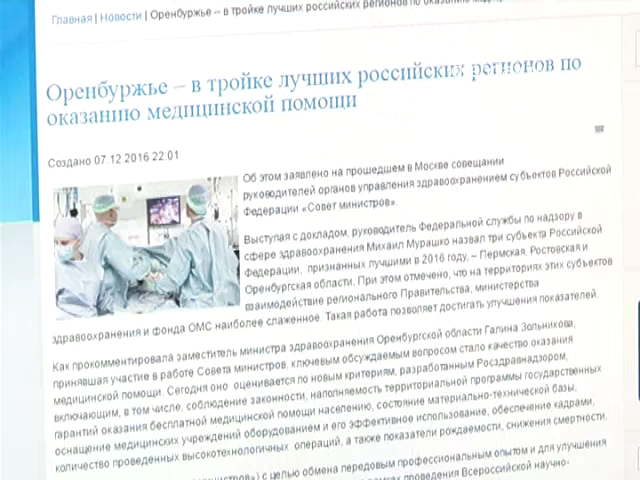 Главная | Новости | Оренбуржье – в тройке лучших российских регионов по
Оренбуржье – в тройке лучших российских регионов по
оказанию медицинской помощи
Создано 07.12.2016 22:01
Об этом заявлено на прошедшем в Москве совещании
руководителей органов управления здравоохранением субъектов Российской
Федерации «Совет министров».
Выступая с докладом, руководитель Федеральной службы по надзору в
сфере здравоохранения Михаил Мурашко назвал три субъекта Российской
Федерации, признанных лучшими в 2016 году, – Пермская, Ростовская и
Оренбургская области. При этом отмечено, что на территориях этих субъектов
взаимодействие регионального Правительства, министерства
здравоохранения и фонда ОМС наиболее слаженное. Такая работа позволяет достигать улучшения показателей.
Как прокомментировала заместитель министра здравоохранения Оренбургской области Галина Зольникова,
принявшая участие в работе Совета министров, ключевым обсуждаемым вопросом стало качество оказания
медицинской помощи. Сегодня оно оценивается по новым критериям, разработанным Росздравнадзором,
включающим, в том числе, соблюдение законности, наполняемость территориальной программы государственных
гарантий оказания бесплатной медицинской помощи населению, состояние материально-технической базы,
оснащение медицинских учреждений оборудованием и его эффективное использование, обеспечение кадрами,
количество проведенных высокотехнологичных операций, а также показатели рождаемости, снижения смертности.
с целью обмена передовым профессиональным опытом и для улучшения
проведения Всероссийской научно-